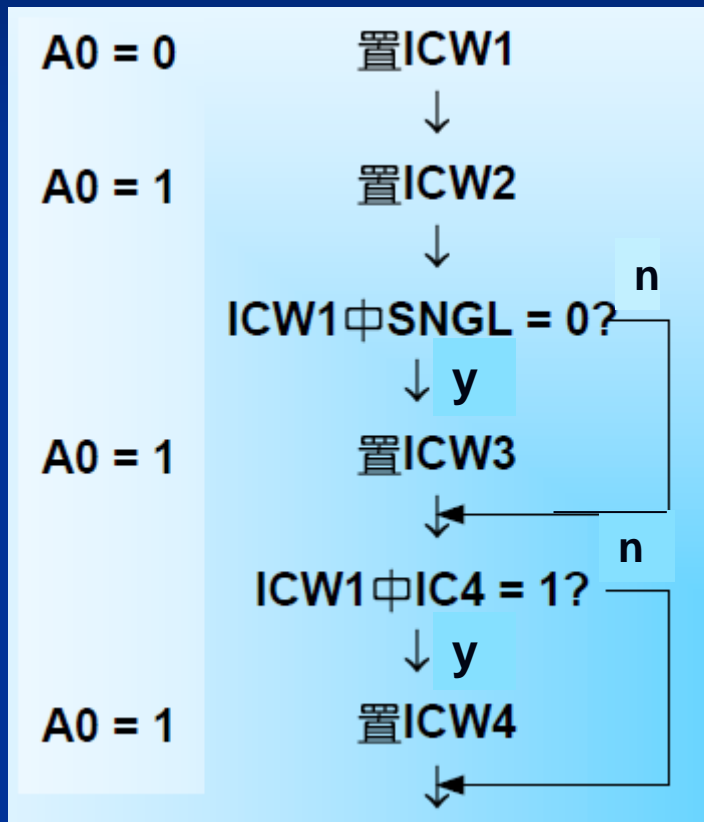 A0 = 0 置ICW1
↓
A0 = 1 置ICW2
↓
n
ICW1中SNGL = 0?
↓ y
A0 = 1 置ICW3
↓
n
ICW1中IC4 = 1?
↓ y
A0 = 1 置ICW4
↓